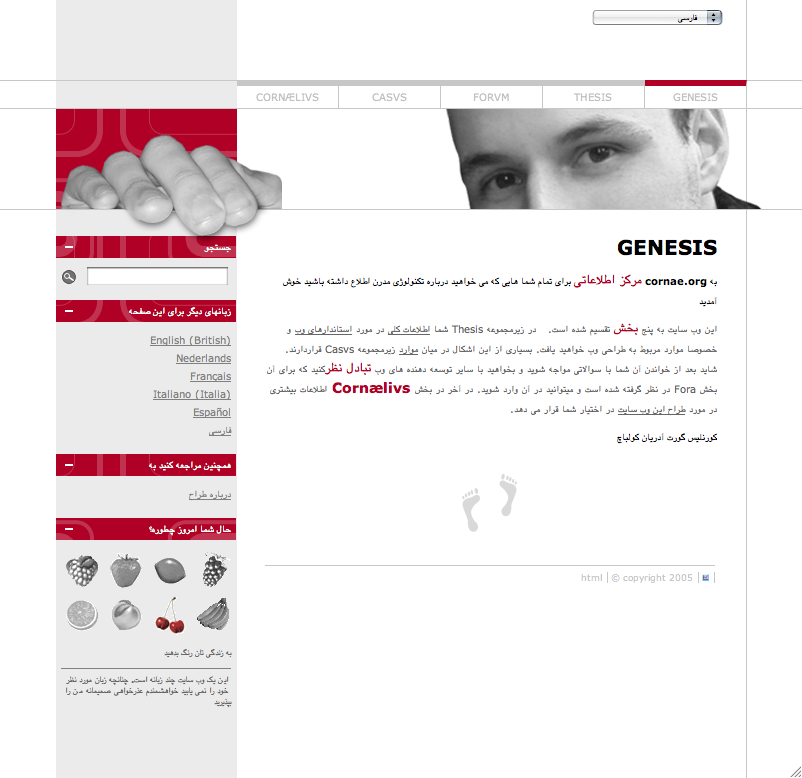 فارسی
CORNÆLIVS
CASVS
FORVM
THESIS
GENESIS
جستجو
زبانهای دیگر برای این صفحه
English (British)
Nederlands
Français
Italiano (Italia)
Español
فارسی
همچنین مراجعه کنید به
درباره طراح
حال شما امروز چطوره؟
به زندگی تان رنگ بدهید
این یک وب سایت چند زبانه است. چنانچه زبان مورد نظر
خود را نمی یابید خواهشمندم عذرخواهی صمیمانه من را
بپذیرید
GENESIS
به cornae.org مرکز اطلاعاتی برای تمام شما هایی که می خواهید درباره تکنولوژی مدرن اطلاع داشته باشید خوش
آمدید
این وب سایت به پنج بخش تقسیم شده است. در زیرمجموعه Thesis شما اطلاعات کلی در مورد استاندارهای وب و
خصوصا موارد مربوط به طراحی وب خواهید یافت. بسیاری از این اشکال در میان موارد زیرمجموعه Casvs قراردارند.
شاید بعد از خواندن آن شما با سوالاتی مواجه شوید و بخواهید با سایر توسعه دهنده های وب تبادل نظرکنید که برای آن
بخش Fora در نظر گرفته شده است و میتوانید در آن وارد شوید. در آخر در بخش Cornælivs اطلاعات بیشتری
در مورد طراح این وب سایت در اختیار شما قرار می دهد.
کورنلیس گورت آدریان کولباچ
html | © copyright 2005 |